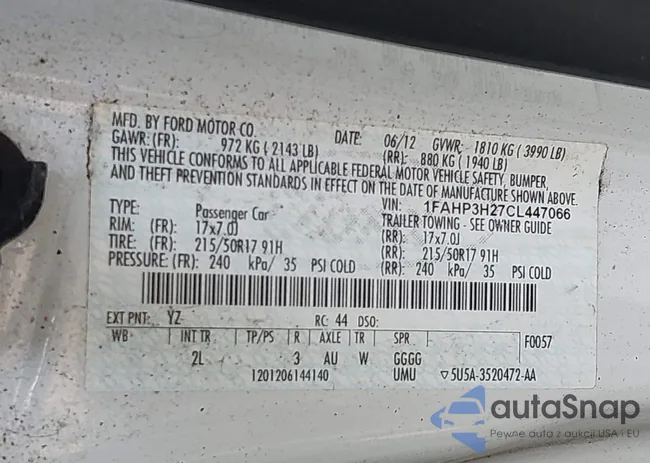 MFD. BY FORD MOTOR CO. DATE: 06/12 GVWR: 1810 KG ( 3990 LB)
GAWR: (FR): 972 KG ( 2143 LB) (RR): 880 KG ( 1940 LB)
THIS VEHICLE CONFORMS TO ALL APPLICABLE FEDERAL MOTOR VEHICLE SAFETY, BUMPER,
AND THEFT PREVENTION STANDARDS IN EFFECT ON THE DATE OF MANUFACTURE SHOWN ABOVE.
VIN: 1FAHP3H27CL447066
TYPE: Passenger Car TRAILER TOWING - SEE OWNER GUIDE
RIM: (FR): 17x7.0J (RR): 17x7.0J
TIRE: (FR): 215/50R17 91H (RR): 215/50R17 91H
PRESSURE: (FR): 240 kPa/ 35 PSI COLD (RR): 240 kPa/ 35 PSI COLD
EXT PNT: YZ RC: 44 DSO:
WB INT TR TP/PS R AXLE TR SPR F0057
2L 3 AU W GGGG
1201206144140 UMU ▽5U5A-3520472-AA
autaSnap
Pewne auta z aukcji USA i EU